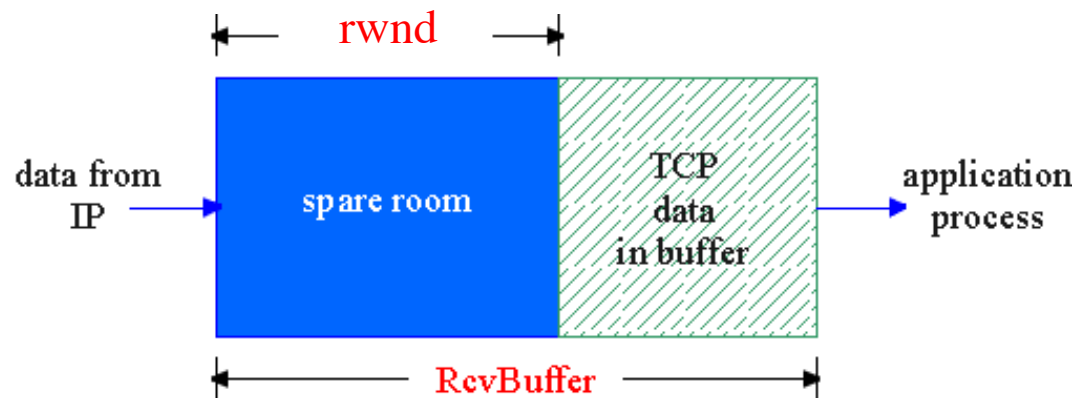 rwnd
data from
IP
spare room
TCP
data
in buffer
application
process
RcvBuffer